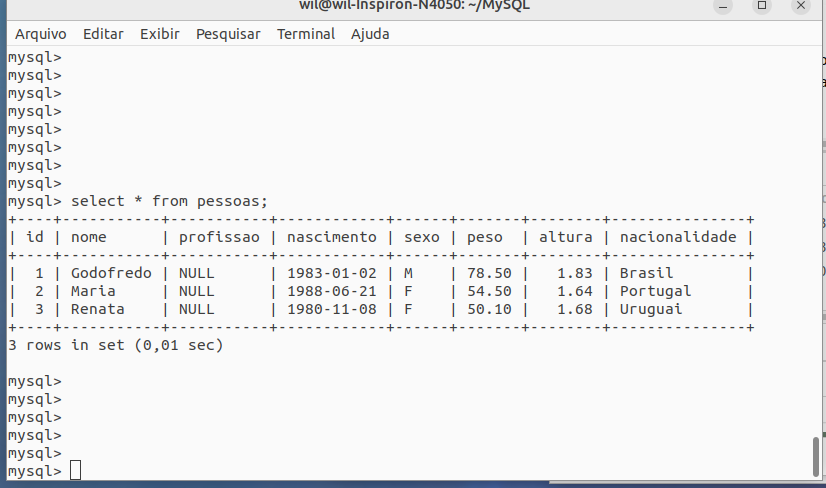 wil@wil-Inspiron-N4050: ~/MySQL
Arquivo Editar Exibir Pesquisar Terminal Ajuda
mysql>
mysql>
mysql>
mysql>
mysql>
mysql>
mysql>
mysql>
mysql> select * from pessoas;
+----+-----------+-----------+------------+------+-------+--------+---------------+
| id | nome      | profissao | nascimento | sexo | peso  | altura | nacionalidade |
+----+-----------+-----------+------------+------+-------+--------+---------------+
|  1 | Godofredo | NULL      | 1983-01-02 | M    | 78.50 |   1.83 | Brasil        |
|  2 | Maria     | NULL      | 1988-06-21 | F    | 54.50 |   1.64 | Portugal      |
|  3 | Renata    | NULL      | 1980-11-08 | F    | 50.10 |   1.68 | Uruguai       |
+----+-----------+-----------+------------+------+-------+--------+---------------+
3 rows in set (0,01 sec)
mysql>
mysql>
mysql>
mysql>
mysql>
mysql>